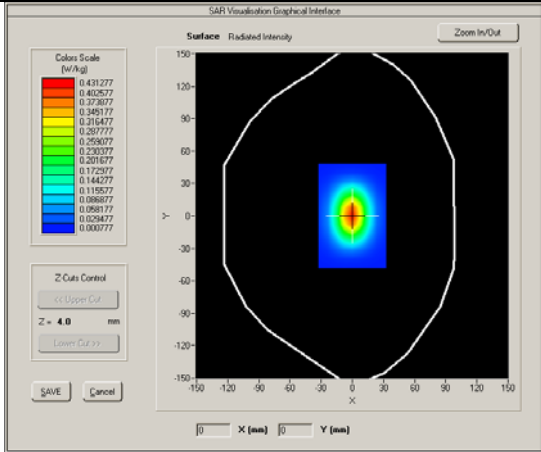 SAR Visualisation Graphical Interface
Surface Radiated Intensity
Zoom In/Out
Colors Scale
(W/kg)
0.431277
0.402577
0.373877
0.345177
0.316477
0.287777
0.259077
0.230377
0.201677
0.172977
0.144277
0.115577
0.086877
0.058177
0.029477
0.000777
Z Cuts Control
<< Upper Cut
Z = 4.0 mm
Lower Cut >>
SAVE Cancel
150
120
90
60
30
0
-30
-60
-90
-120
-150
Y
-150 -120 -90 -60 -30 0 30 60 90 120 150
X
0 X (mm) 0 Y (mm)